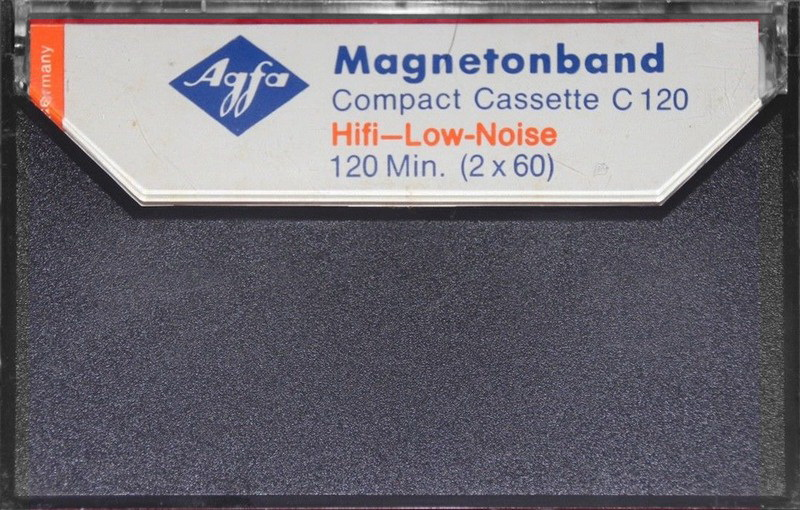 Agfa
Magnetonband
Compact Cassette C 120
Hifi–Low-Noise
120 Min. (2 x 60)